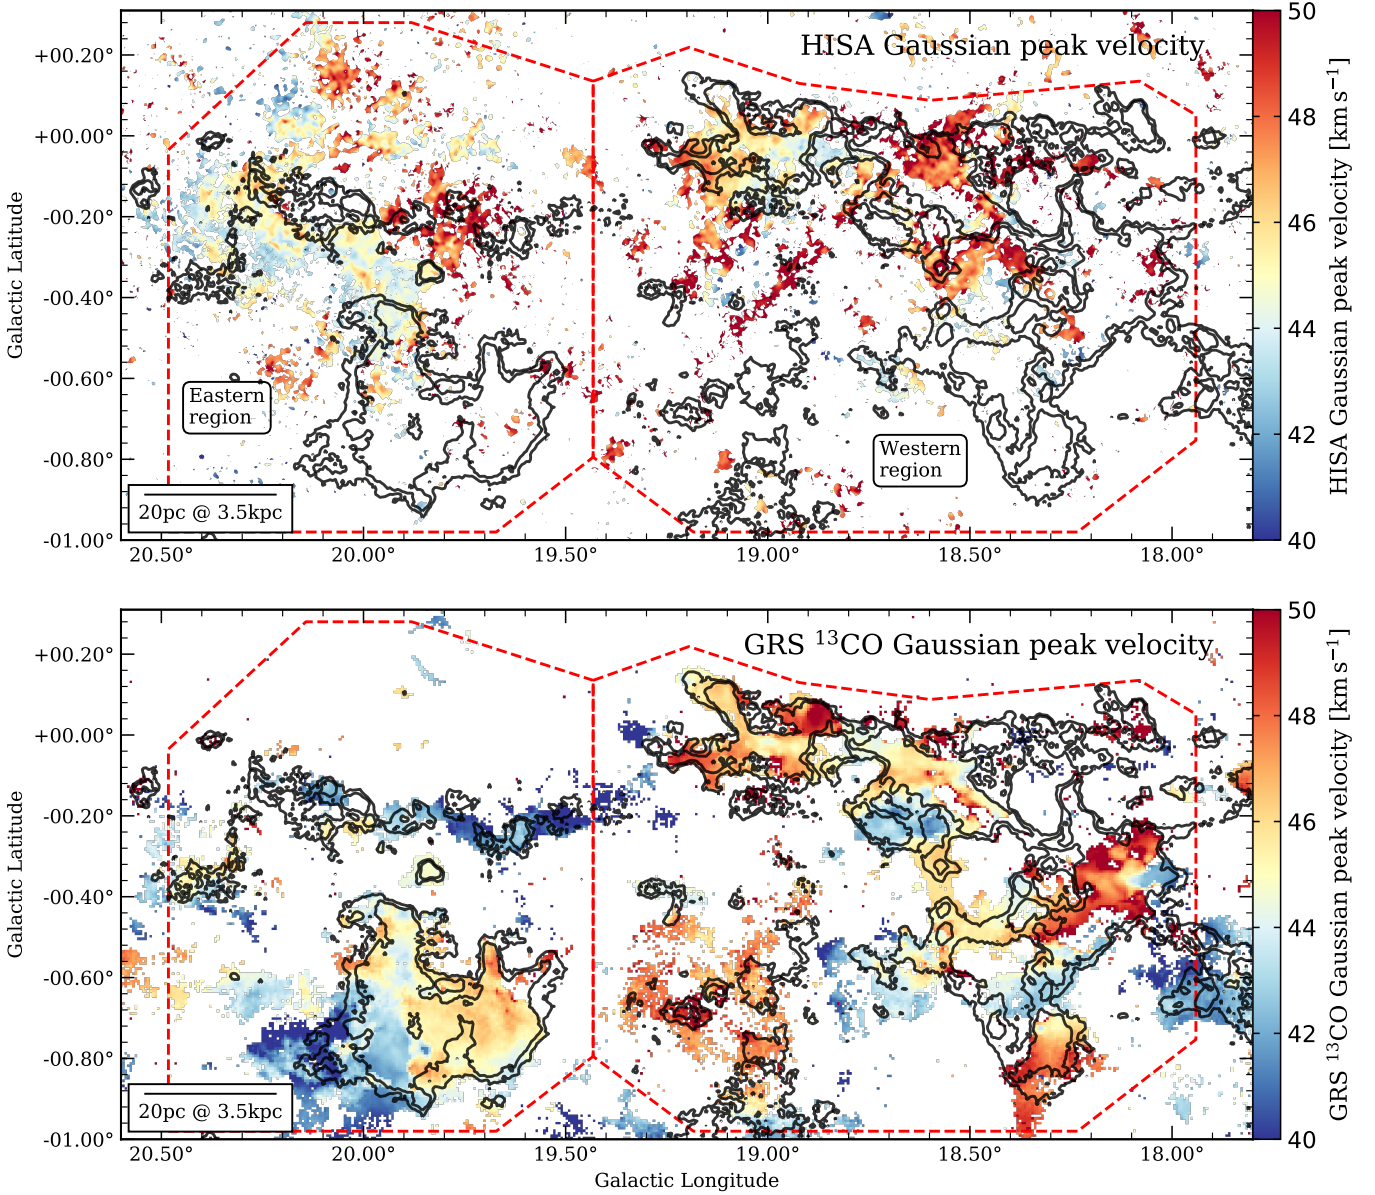 HISA Gaussian peak velocity
+00.20°
+00.00°
-00.20°
-00.40°
-00.60°
-00.80°
-01.00°
Galactic Latitude
Eastern
region
Western
region
20pc @ 3.5kpc
20.50°
20.00°
19.50°
19.00°
18.50°
18.00°
50
48
46
44
42
40
HISA Gaussian peak velocity [km s⁻¹]
GRS ¹³CO Gaussian peak velocity
+00.20°
+00.00°
-00.20°
-00.40°
-00.60°
-00.80°
-01.00°
Galactic Latitude
20pc @ 3.5kpc
20.50°
20.00°
19.50°
19.00°
18.50°
18.00°
Galactic Longitude
50
48
46
44
42
40
GRS ¹³CO Gaussian peak velocity [km s⁻¹]